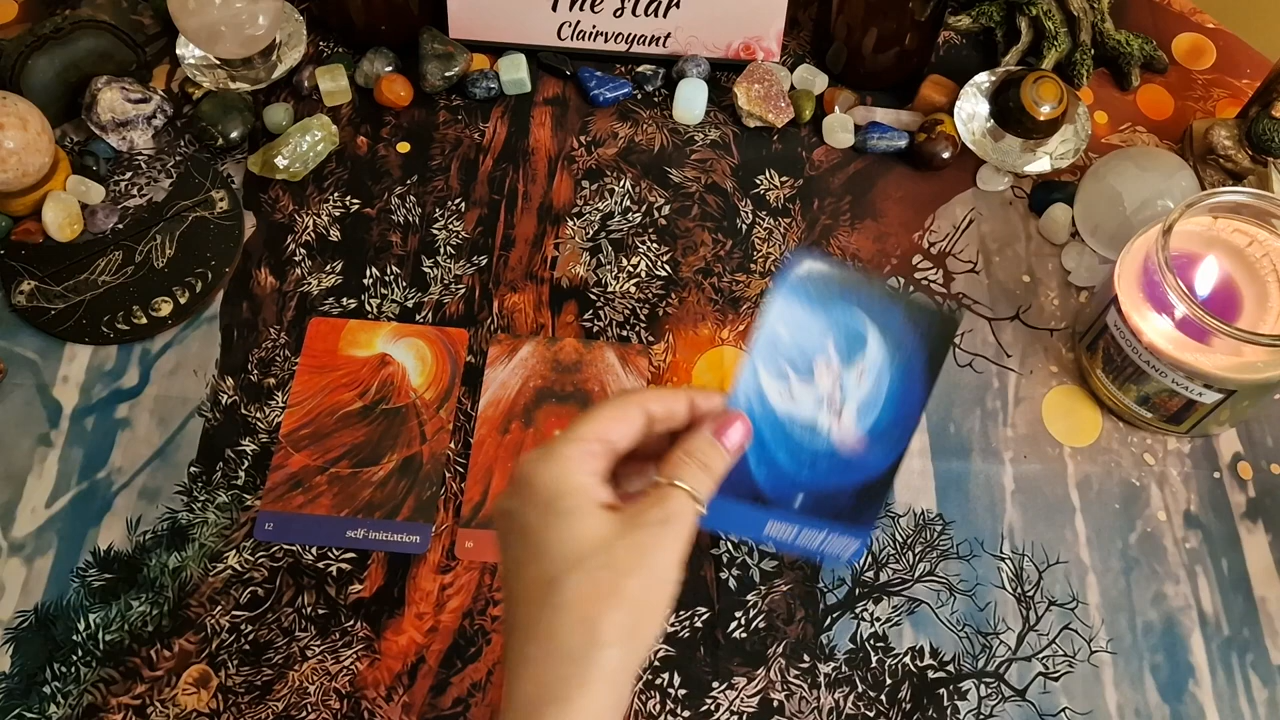 The Star
Clairvoyant
WOODLAND WALK
12
self-initiation
16